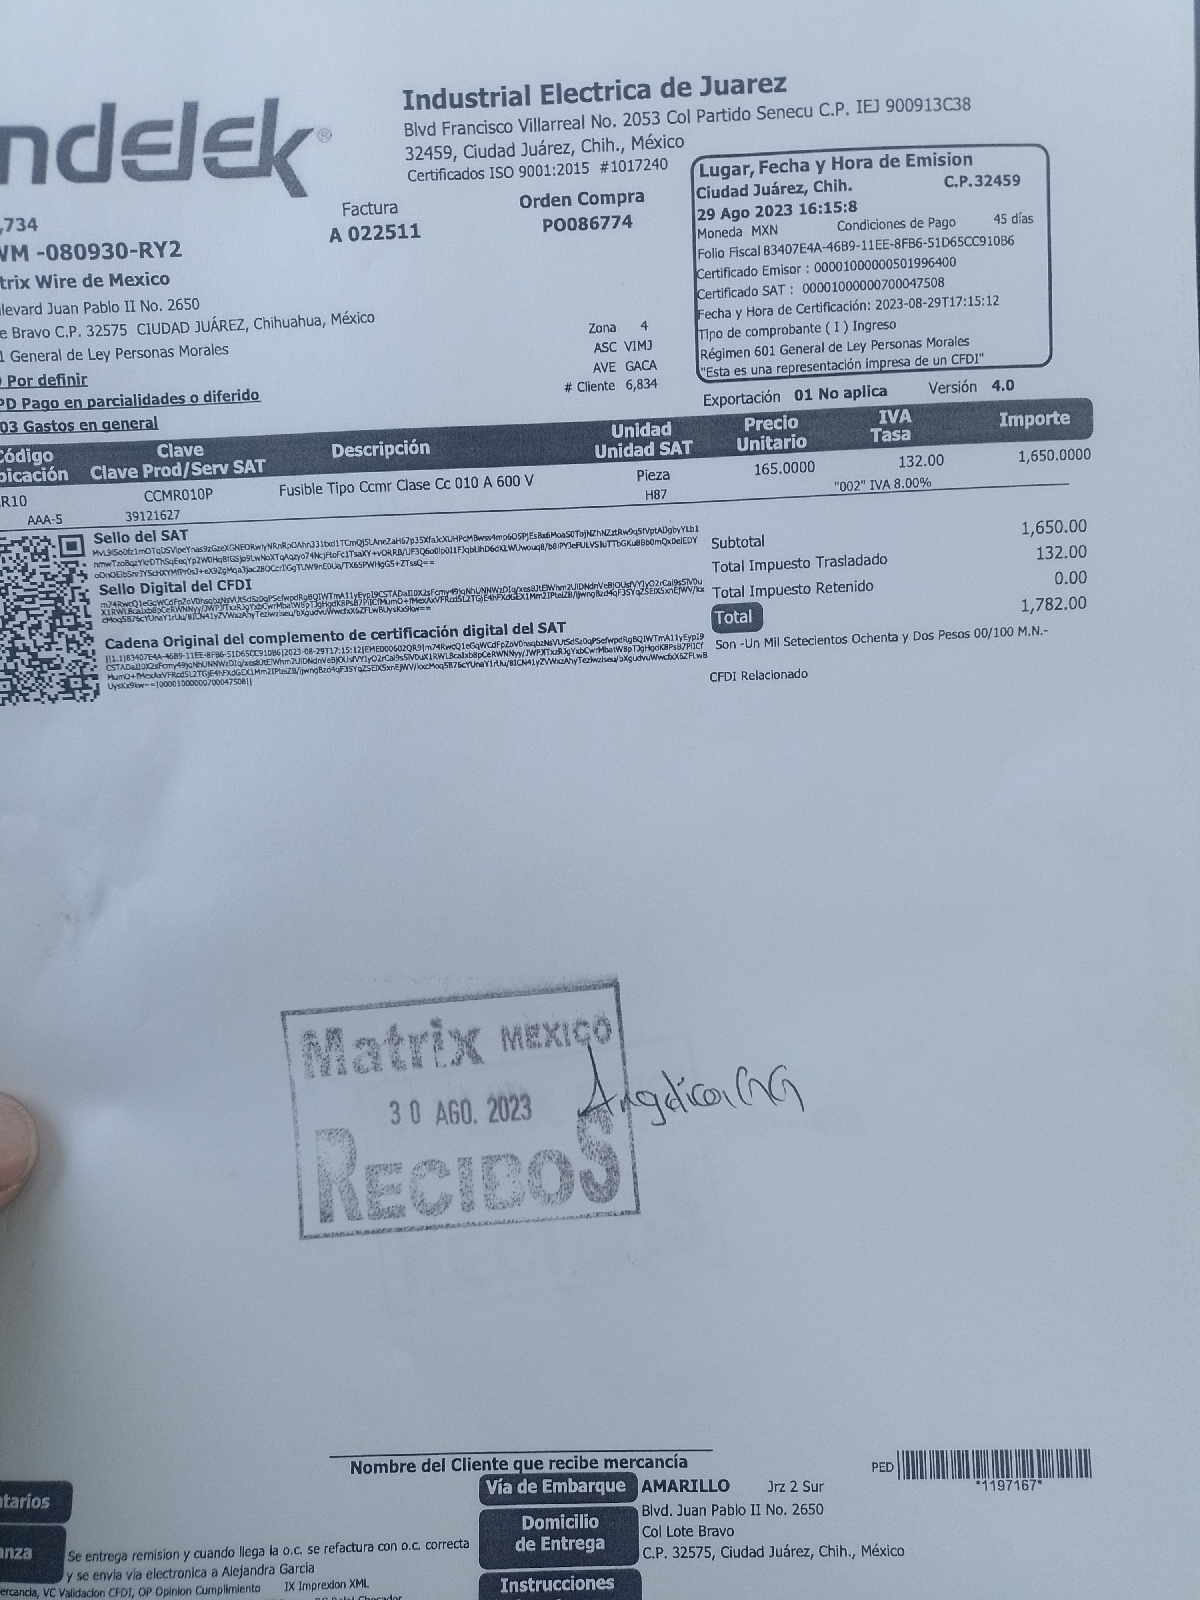 ndelek®
Industrial Electrica de Juarez
Blvd Francisco Villarreal No. 2053 Col Partido Senecu C.P. IEJ 900913C38
32459, Ciudad Juárez, Chih., México
Certificados ISO 9001:2015 #1017240
Factura
A 022511
Orden Compra
PO086774
Lugar, Fecha y Hora de Emision
Ciudad Juárez, Chih. C.P.32459
29 Ago 2023 16:15:8
Moneda MXN Condiciones de Pago 45 días
Folio Fiscal 83407E4A-46B9-11EE-8FB6-51D65CC910B6
Certificado Emisor : 00001000000501996400
Certificado SAT : 00001000000700047508
Fecha y Hora de Certificación: 2023-08-29T17:15:12
Tipo de comprobante ( I ) Ingreso
Régimen 601 General de Ley Personas Morales
"Esta es una representación impresa de un CFDI"
,734
WM -080930-RY2
trix Wire de Mexico
levard Juan Pablo II No. 2650
e Bravo C.P. 32575 CIUDAD JUÁREZ, Chihuahua, México
1 General de Ley Personas Morales
Por definir
PD Pago en parcialidades o diferido
03 Gastos en general
Zona 4
ASC VIMJ
AVE GACA
# Cliente 6,834
Exportación 01 No aplica Versión 4.0
Código Clave Descripción Unidad Precio IVA Importe
bicación Clave Prod/Serv SAT Unidad SAT Unitario Tasa
R10 CCMR010P Fusible Tipo Ccmr Clase Cc 010 A 600 V Pieza 165.0000 132.00 1,650.0000
AAA-5 39121627 H87 "002" IVA 8.00%
Sello del SAT
Sello Digital del CFDI
Cadena Original del complemento de certificación digital del SAT
Subtotal 1,650.00
Total Impuesto Trasladado 132.00
Total Impuesto Retenido 0.00
Total 1,782.00
Son -Un Mil Setecientos Ochenta y Dos Pesos 00/100 M.N.-
CFDI Relacionado
Matrix MEXICO
30 AGO. 2023
RECIBOS
Angelica
Nombre del Cliente que recibe mercancía
PED
*1197167*
Vía de Embarque AMARILLO Jrz 2 Sur
Domicilio de Entrega
Blvd. Juan Pablo II No. 2650
Col Lote Bravo
C.P. 32575, Ciudad Juárez, Chih., México
Instrucciones
tarios
nza
Se entrega remision y cuando llega la o.c. se refactura con o.c. correcta
y se envia via electronica a Alejandra Garcia
ercancia, VC Validacion CFDI, OP Opinion Cumplimiento IX Impresion XML